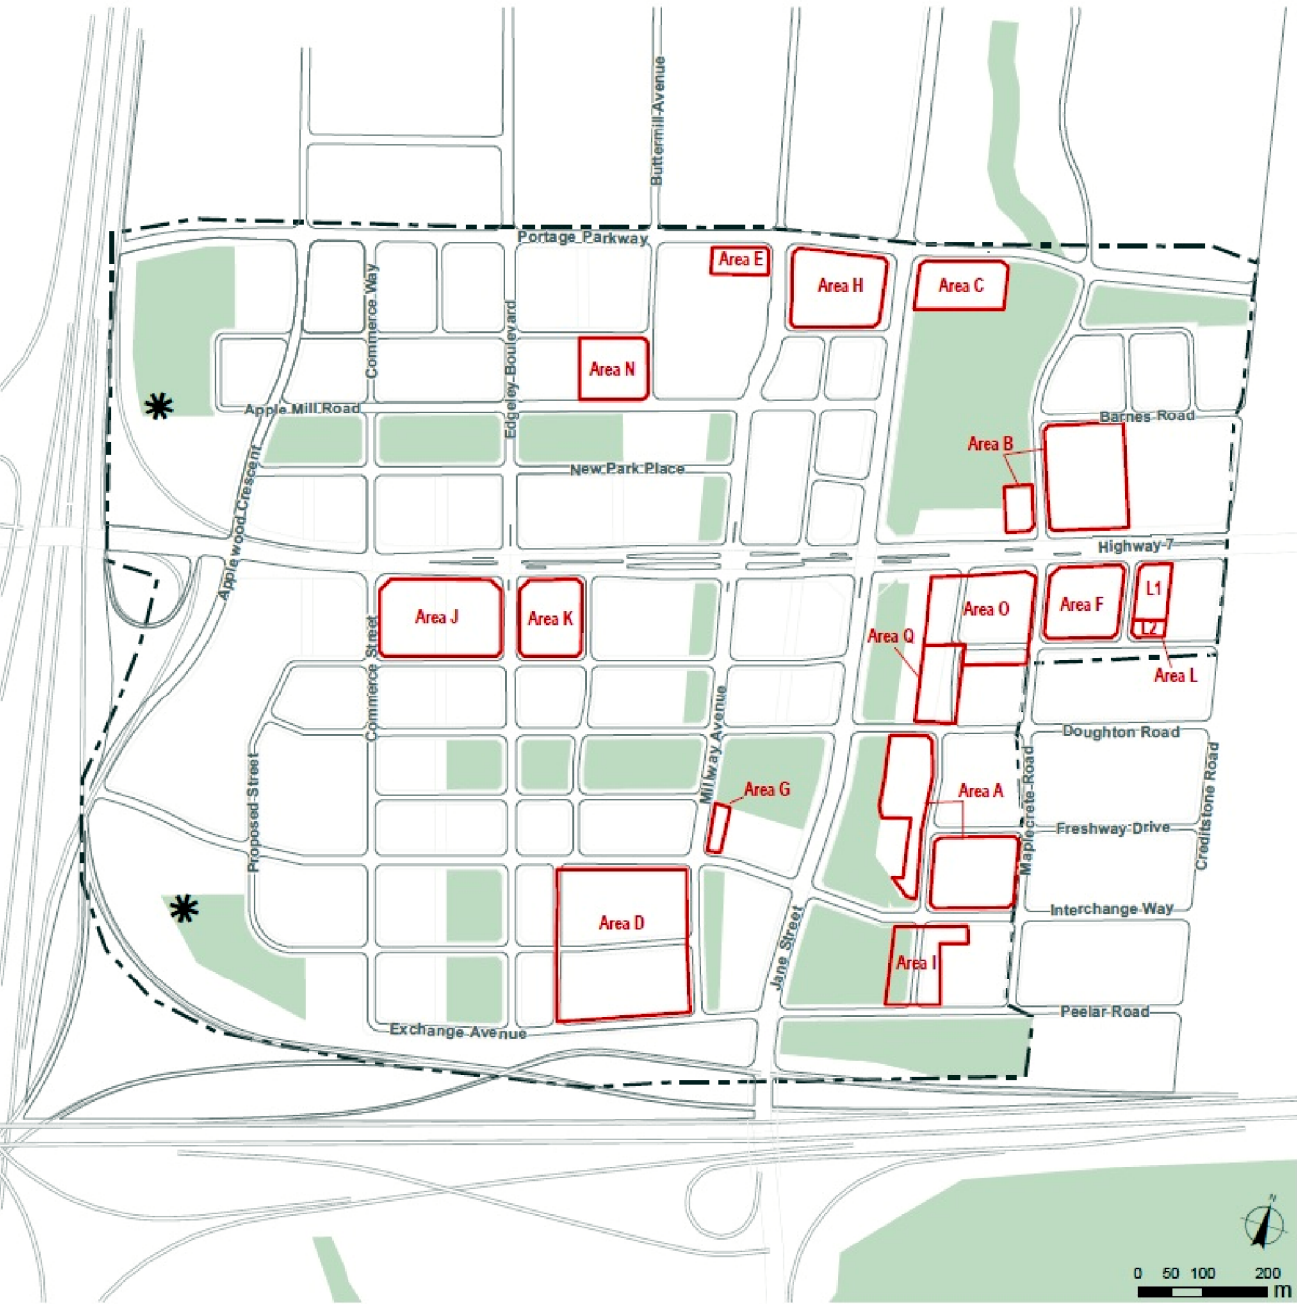 Buttermill Avenue
Portage Parkway
Area E
Area H
Area C
Commerce Way
Edgeley Boulevard
Area N
Apple Mill Road
Barnes Road
Area B
New Park Place
Applewood Crescent
Highway 7
Area J
Area K
Area O
Area F
L1
L2
Area Q
Area L
Commerce Street
Millway Avenue
Doughton Road
Proposed Street
Area G
Area A
Maplecrete Road
Creditstone Road
Freshway Drive
Area D
Interchange Way
Jane Street
Area I
Peelar Road
Exchange Avenue
N
0 50 100 200 m